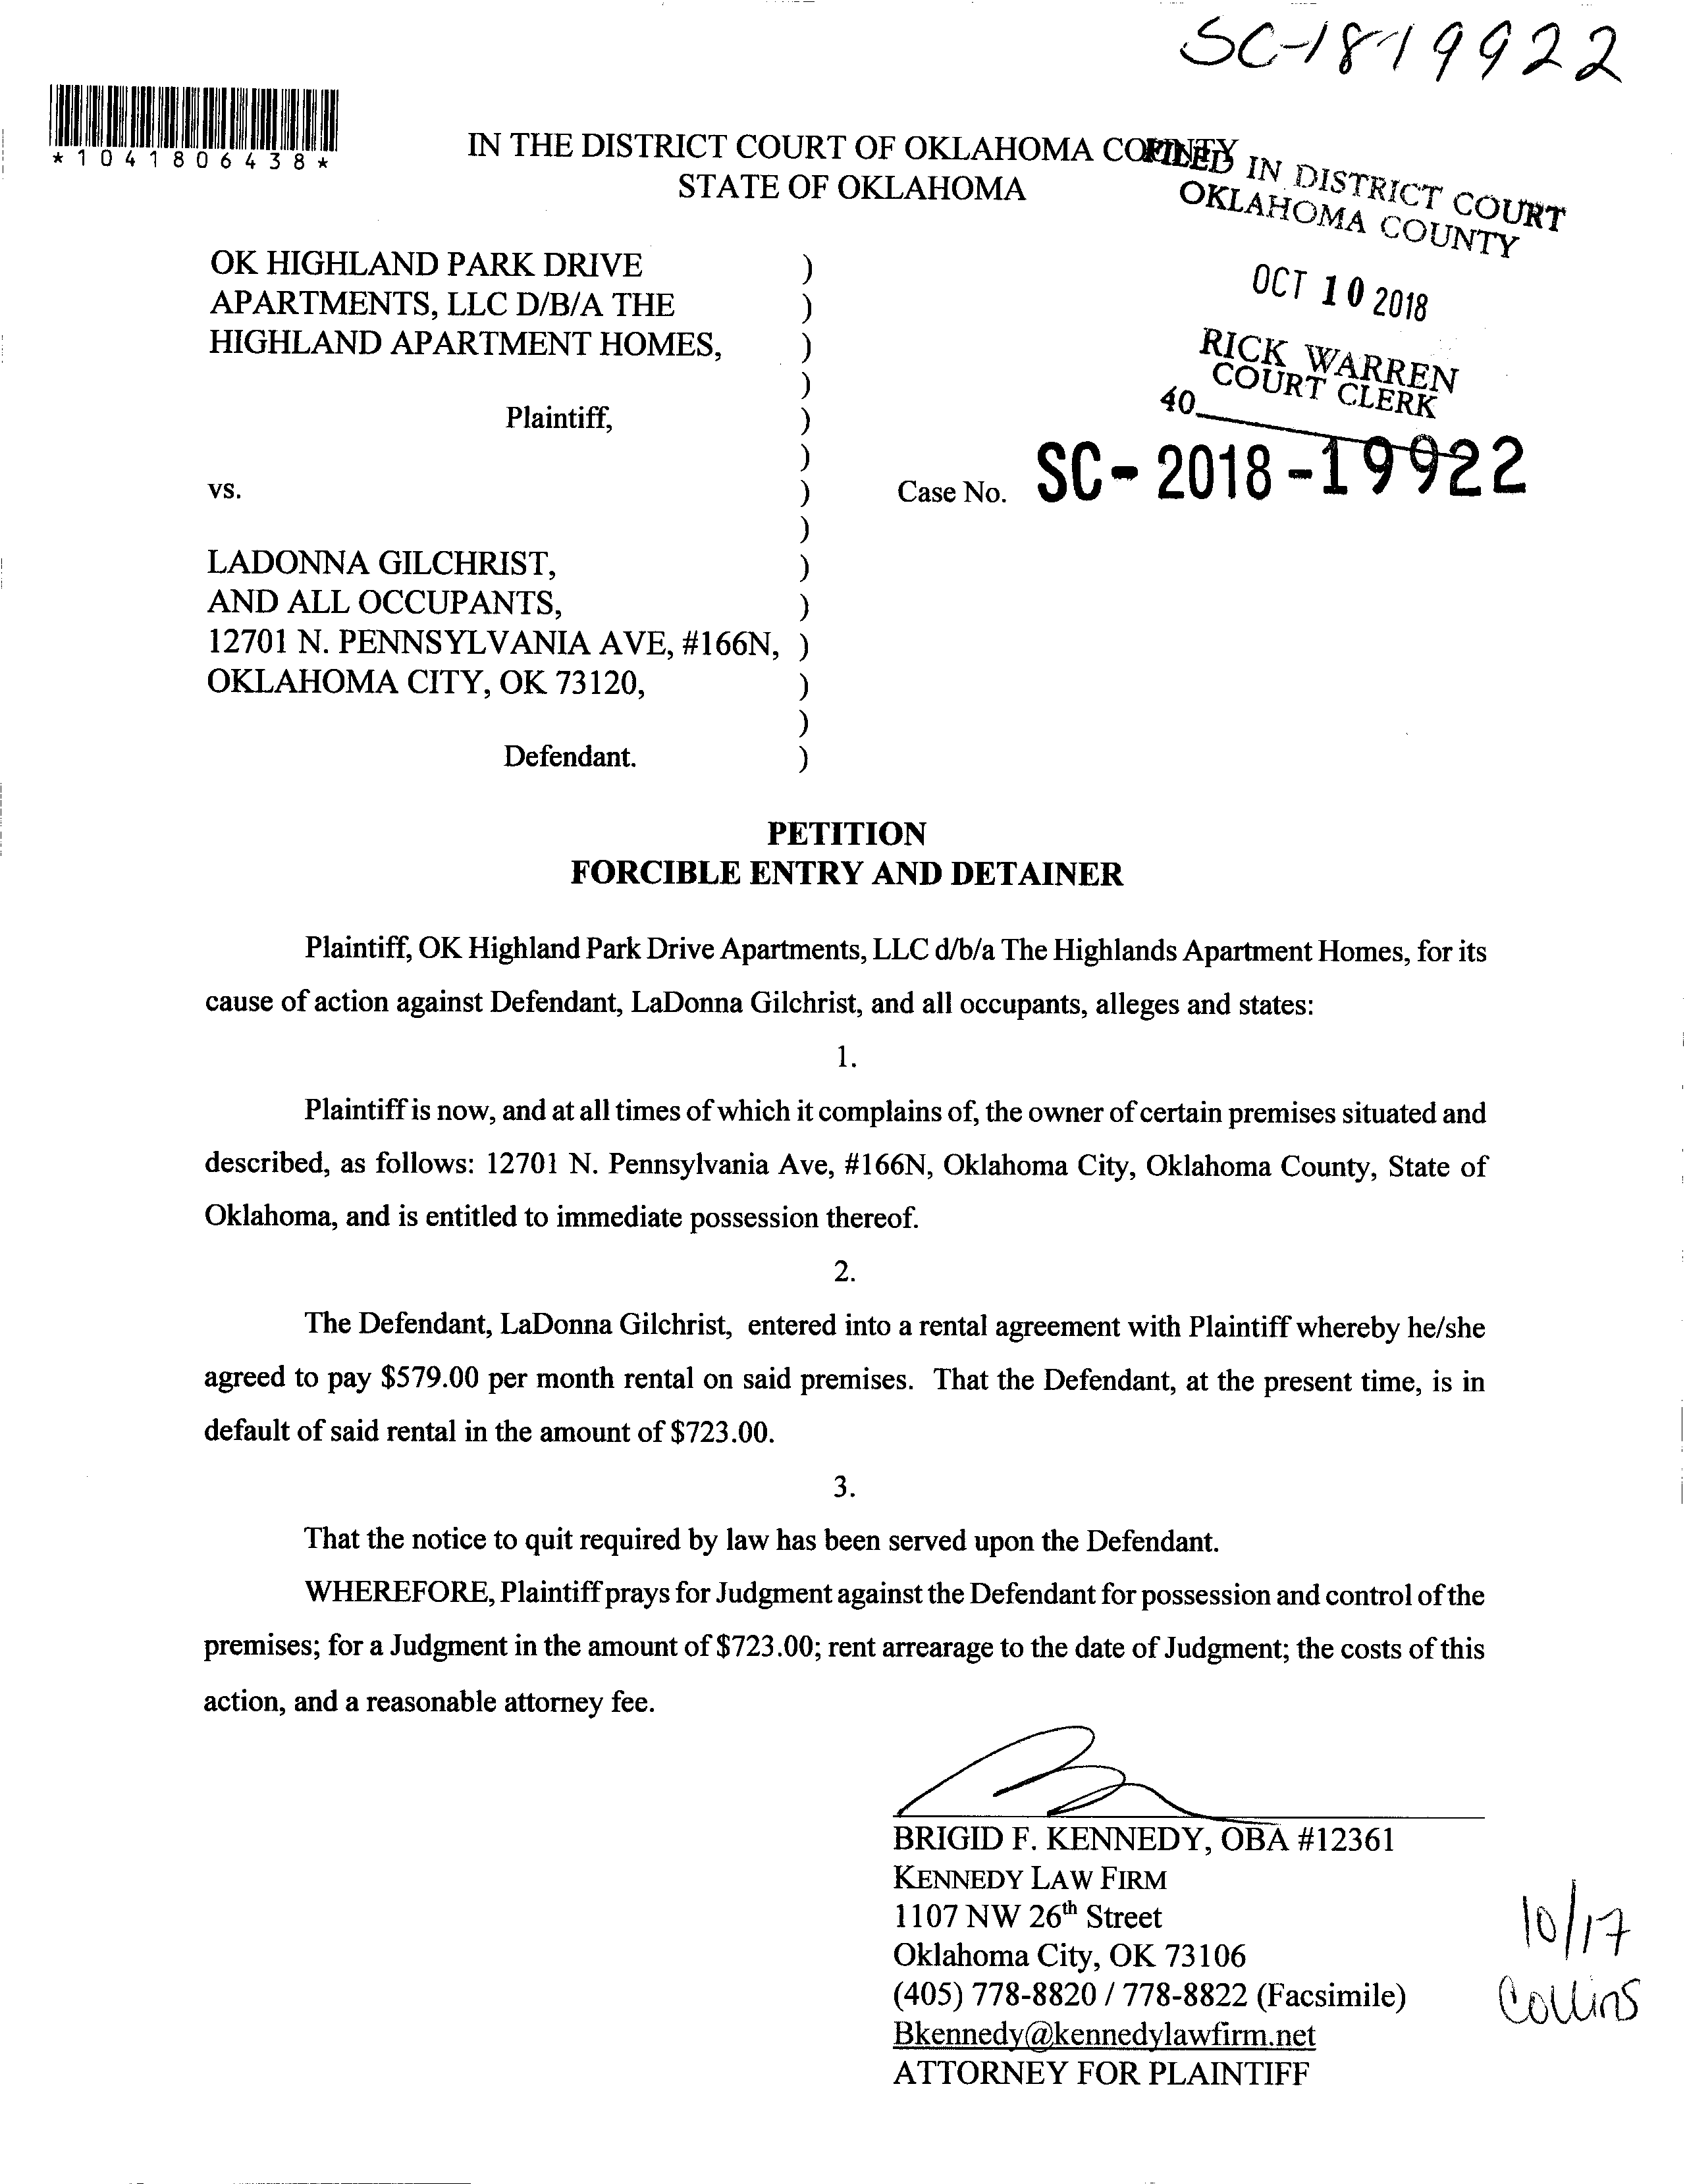 SC-18-19922
*1041806438*
IN THE DISTRICT COURT OF OKLAHOMA COUNTY
STATE OF OKLAHOMA
FILED IN DISTRICT COURT
OKLAHOMA COUNTY
OCT 10 2018
RICK WARREN
COURT CLERK
40
OK HIGHLAND PARK DRIVE )
APARTMENTS, LLC D/B/A THE )
HIGHLAND APARTMENT HOMES, )
)
Plaintiff, )
)
vs. ) Case No. SC-2018-19922
)
LADONNA GILCHRIST, )
AND ALL OCCUPANTS, )
12701 N. PENNSYLVANIA AVE, #166N, )
OKLAHOMA CITY, OK 73120, )
)
Defendant. )
PETITION
FORCIBLE ENTRY AND DETAINER
Plaintiff, OK Highland Park Drive Apartments, LLC d/b/a The Highlands Apartment Homes, for its
cause of action against Defendant, LaDonna Gilchrist, and all occupants, alleges and states:
1.
Plaintiff is now, and at all times of which it complains of, the owner of certain premises situated and
described, as follows: 12701 N. Pennsylvania Ave, #166N, Oklahoma City, Oklahoma County, State of
Oklahoma, and is entitled to immediate possession thereof.
2.
The Defendant, LaDonna Gilchrist, entered into a rental agreement with Plaintiff whereby he/she
agreed to pay $579.00 per month rental on said premises. That the Defendant, at the present time, is in
default of said rental in the amount of $723.00.
3.
That the notice to quit required by law has been served upon the Defendant.
WHEREFORE, Plaintiff prays for Judgment against the Defendant for possession and control of the
premises; for a Judgment in the amount of $723.00; rent arrearage to the date of Judgment; the costs of this
action, and a reasonable attorney fee.
BRIGID F. KENNEDY, OBA #12361
KENNEDY LAW FIRM
1107 NW 26th Street
Oklahoma City, OK 73106
(405) 778-8820 / 778-8822 (Facsimile)
Bkennedy@kennedylawfirm.net
ATTORNEY FOR PLAINTIFF
10/17
Collins